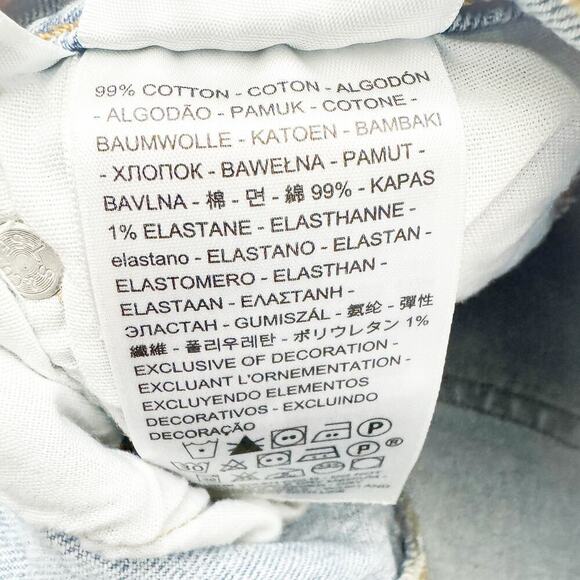 99% COTTON - COTON - ALGODÓN
- ALGODÃO - PAMUK - COTONE -
BAUMWOLLE - KATOEN - BAMBAKI
- ХЛОПОК - BAWEŁNA - PAMUT -
BAVLNA - 棉 - 면 - 綿 99% - KAPAS
1% ELASTANE - ELASTHANNE -
elastano - ELASTANO - ELASTAN -
ELASTOMERO - ELASTHAN -
ELASTAAN - ΕΛΑΣΤΑΝΗ -
ЭЛАСТАН - GUMISZÁL - 氨纶 - 彈性
纖維 - 폴리우레탄 - ポリウレタン 1%
EXCLUSIVE OF DECORATION -
EXCLUANT L'ORNEMENTATION -
EXCLUYENDO ELEMENTOS
DECORATIVOS - EXCLUINDO
DECORAÇÃO
P
P ®